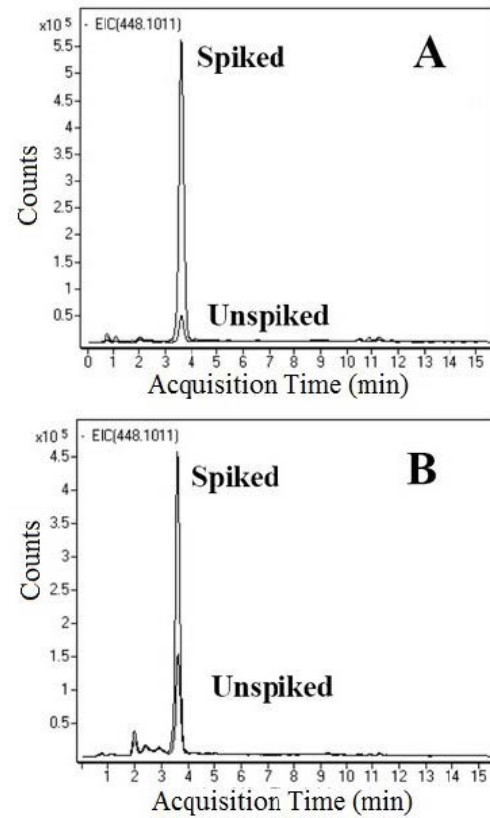 x10 5 - EIC(448.1011)
A
5.5
Spiked
5
4.5
4
3.5
3
2.5
2
1.5
1
Unspiked
0.5
Counts
0 1 2 3 4 5 6 7 8 9 10 11 12 13 14 15
Acquisition Time (min)
x10 5 - EIC(448.1011)
B
4.5
Spiked
4
3.5
3
2.5
2
1.5
1
Unspiked
0.5
Counts
1 2 3 4 5 6 7 8 9 10 11 12 13 14 15
Acquisition Time (min)